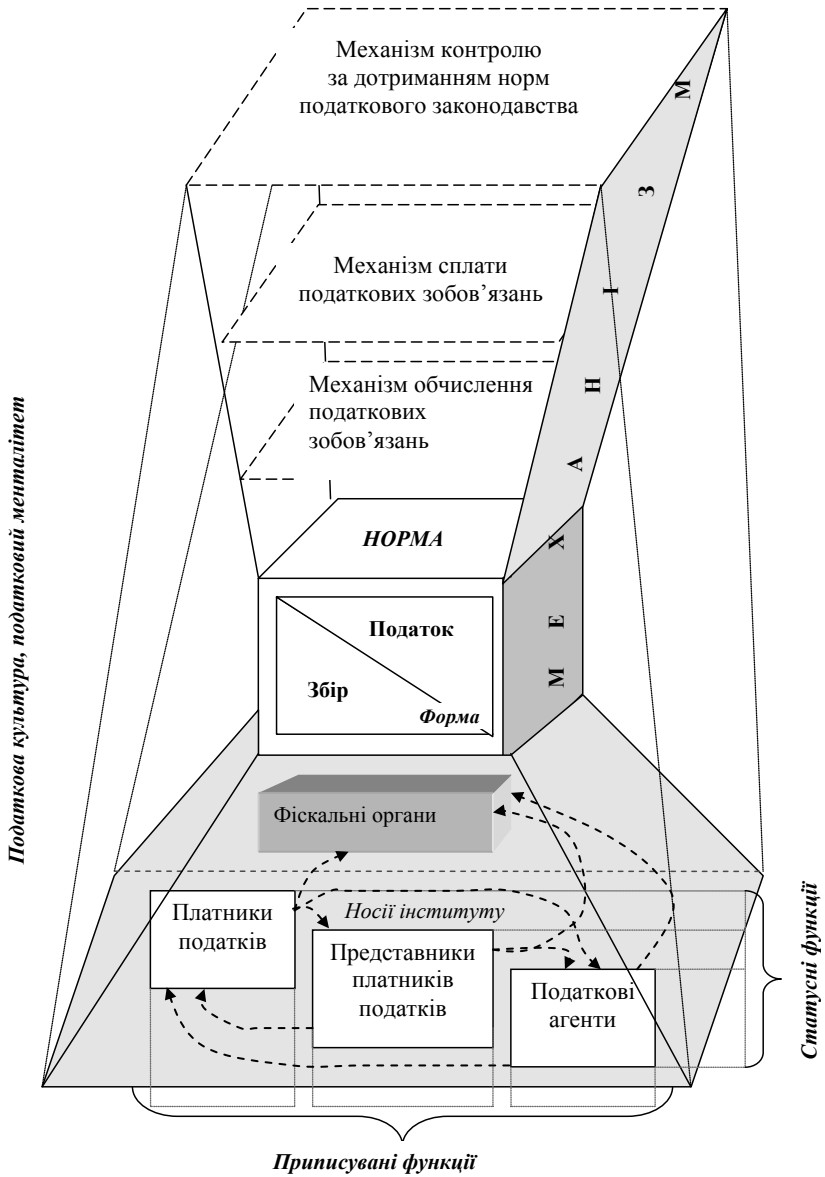 Механізм контролю
за дотриманням норм
податкового законодавства
Механізм сплати
податкових зобов’язань
Механізм обчислення
податкових
зобов’язань
МЕХАНІЗМ
НОРМА
Податок
Збір
Форма
Податкова культура, податковий менталітет
Фіскальні органи
Платники
податків
Носії інституту
Представники
платників
податків
Податкові
агенти
Статусні функції
Приписувані функції